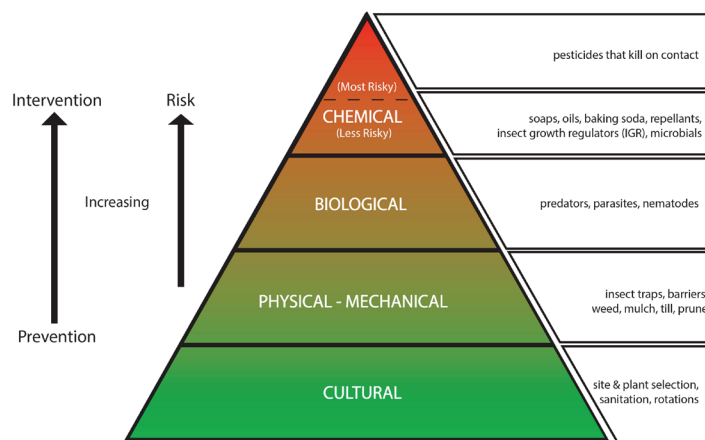 pesticides that kill on contact
Intervention
Risk
(Most Risky)
CHEMICAL
(Less Risky)
soaps, oils, baking soda, repellants,
insect growth regulators (IGR), microbials
Increasing
BIOLOGICAL
predators, parasites, nematodes
PHYSICAL - MECHANICAL
insect traps, barriers
weed, mulch, till, prune
Prevention
CULTURAL
site & plant selection,
sanitation, rotations